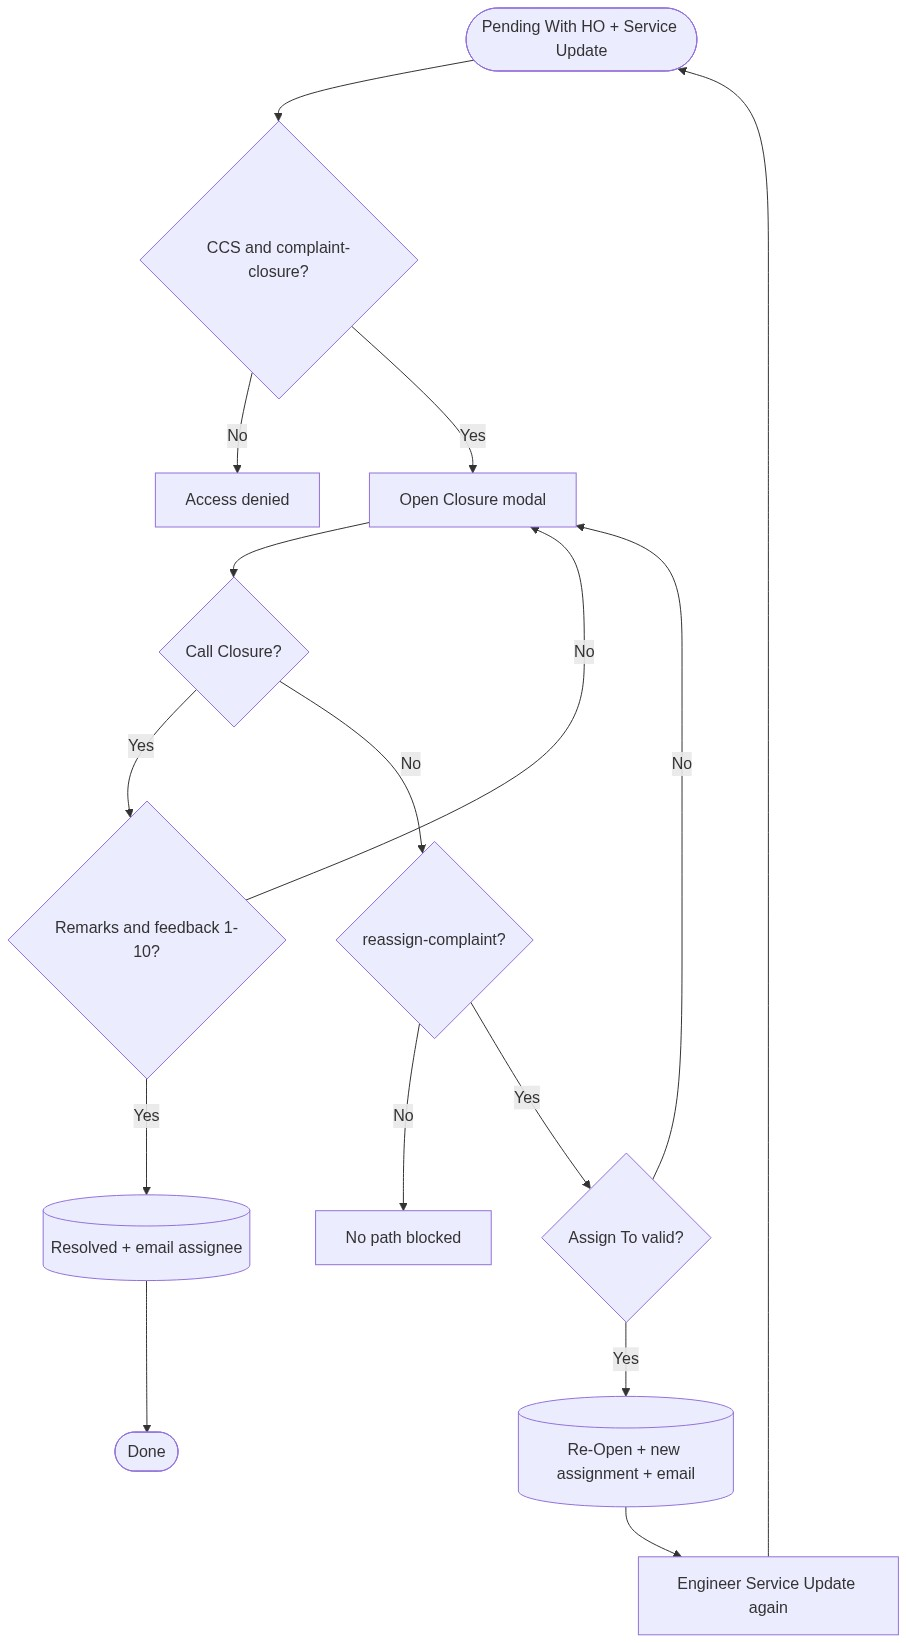 Pending With HO + Service
Update
CCS and complaint-
closure?
No
Yes
Access denied
Open Closure modal
Call Closure?
No
Yes
No
No
Remarks and feedback 1-
10?
reassign-complaint?
Yes
No
Yes
Resolved + email assignee
No path blocked
Assign To valid?
Yes
Done
Re-Open + new
assignment + email
Engineer Service Update
again